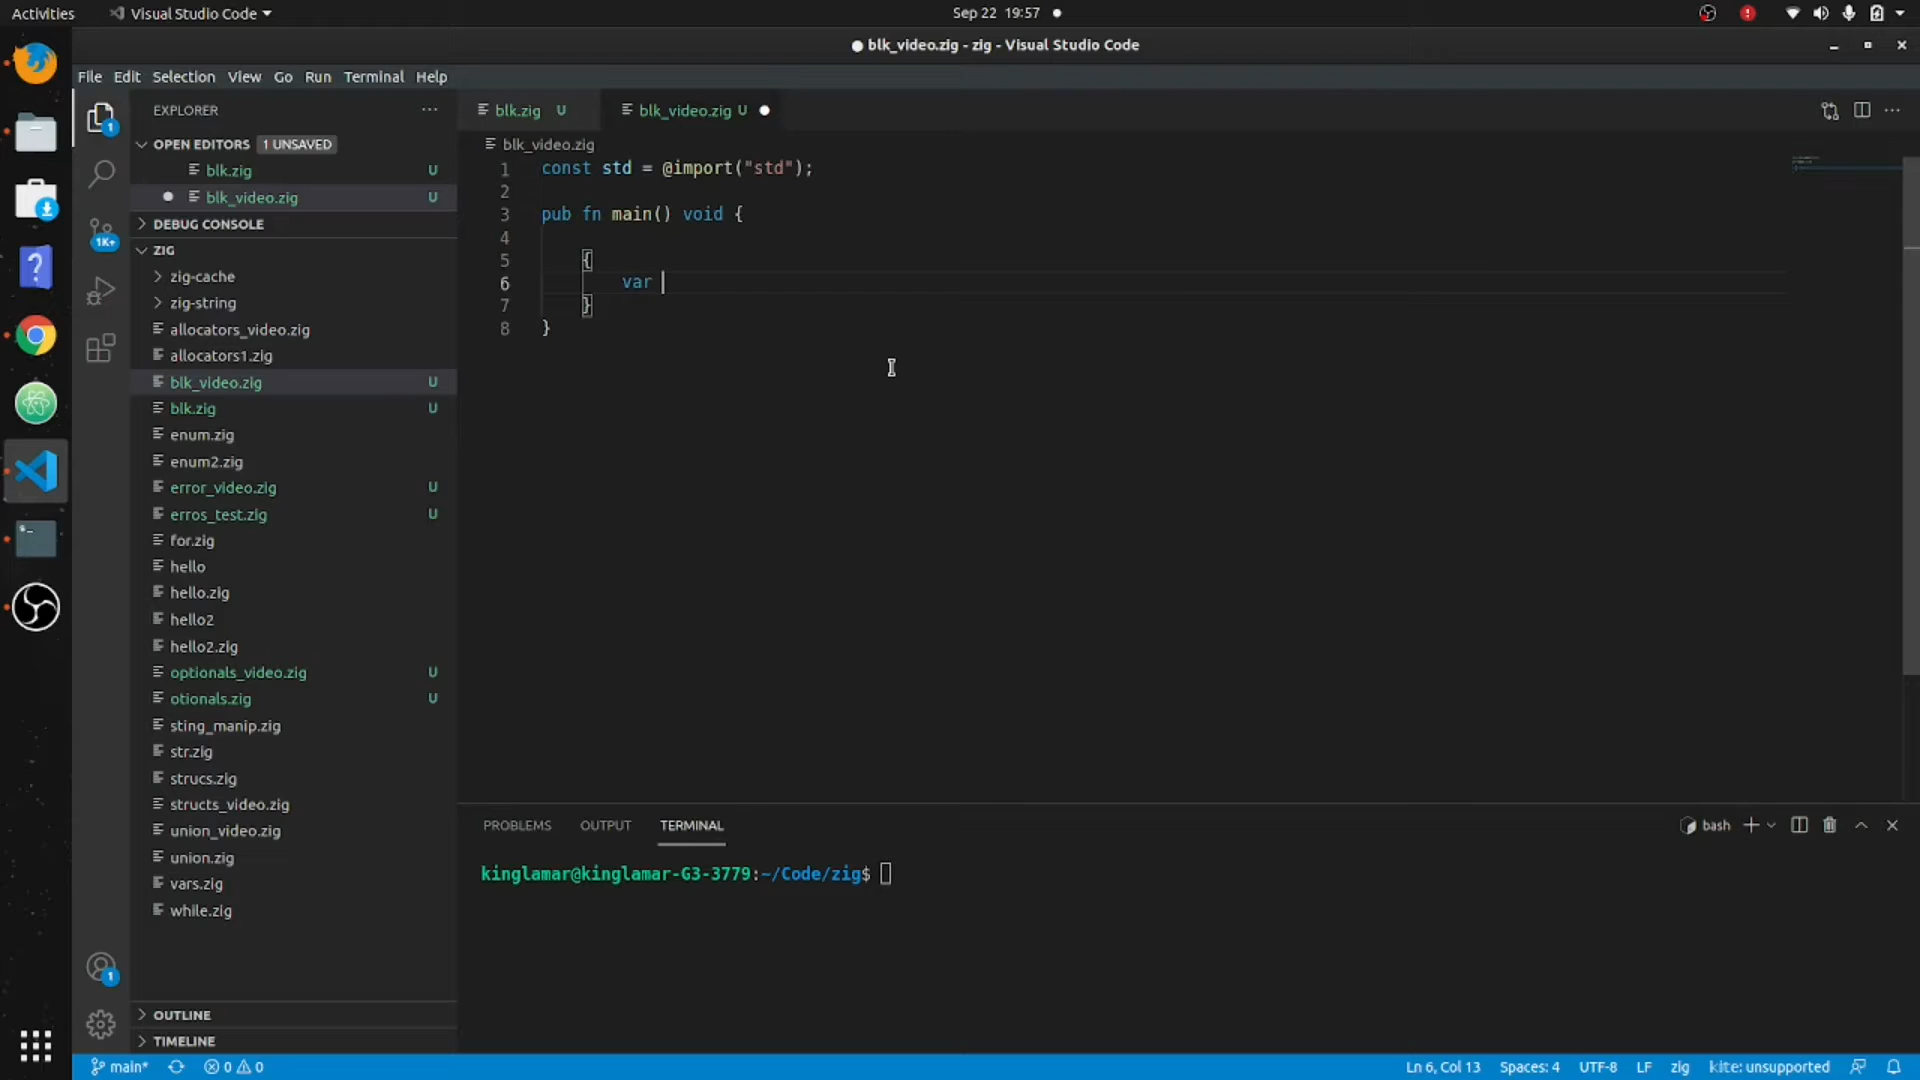 Activities
Visual Studio Code
Sep 22 19:57
blk_video.zig - zig - Visual Studio Code
File Edit Selection View Go Run Terminal Help
EXPLORER
OPEN EDITORS 1 UNSAVED
blk.zig U
blk_video.zig U
DEBUG CONSOLE
ZIG
zig-cache
zig-string
allocators_video.zig
allocators1.zig
blk_video.zig U
blk.zig U
enum.zig
enum2.zig
error_video.zig U
erros_test.zig U
for.zig
hello
hello.zig
hello2
hello2.zig
optionals_video.zig U
otionals.zig U
sting_manip.zig
str.zig
strucs.zig
structs_video.zig
union_video.zig
union.zig
vars.zig
while.zig
OUTLINE
TIMELINE
1
1K+
1
blk.zig U
blk_video.zig U
blk_video.zig
1 const std = @import("std");
2
3 pub fn main() void {
4
5 {
6 var
7 }
8 }
PROBLEMS OUTPUT TERMINAL
bash
kinglamar@kinglamar-G3-3779:~/Code/zig$
main* 0 0
Ln 6, Col 13 Spaces: 4 UTF-8 LF zig kite: unsupported